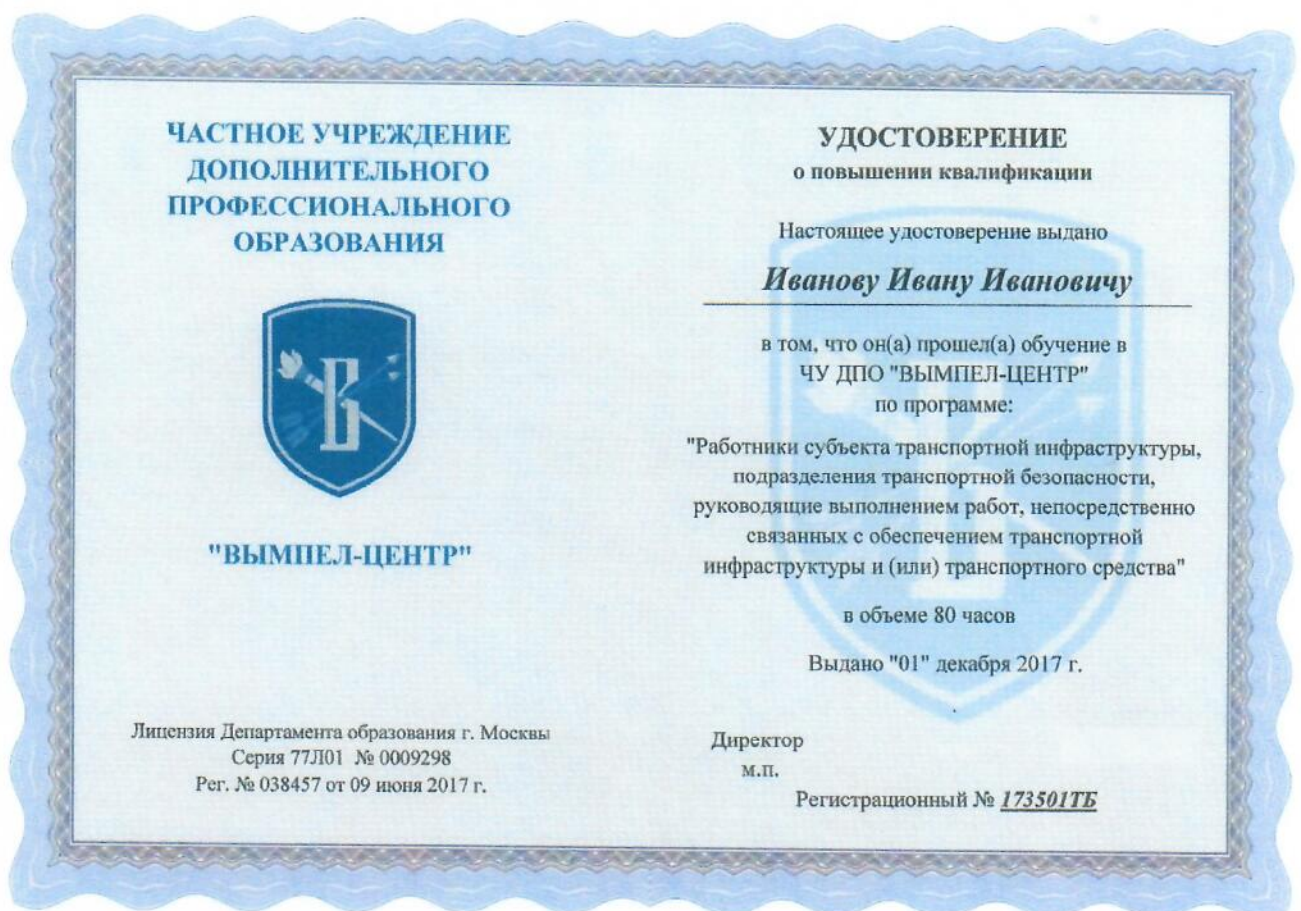 ЧАСТНОЕ УЧРЕЖДЕНИЕ
ДОПОЛНИТЕЛЬНОГО
ПРОФЕССИОНАЛЬНОГО
ОБРАЗОВАНИЯ
В
"ВЫМПЕЛ-ЦЕНТР"
Лицензия Департамента образования г. Москвы
Серия 77Л01 № 0009298
Рег. № 038457 от 09 июня 2017 г.
УДОСТОВЕРЕНИЕ
о повышении квалификации
Настоящее удостоверение выдано
Иванову Ивану Ивановичу
в том, что он(а) прошел(а) обучение в
ЧУ ДПО "ВЫМПЕЛ-ЦЕНТР"
по программе:
"Работники субъекта транспортной инфраструктуры,
подразделения транспортной безопасности,
руководящие выполнением работ, непосредственно
связанных с обеспечением транспортной
инфраструктуры и (или) транспортного средства"
в объеме 80 часов
Выдано "01" декабря 2017 г.
Директор
м.п.
Регистрационный № 173501ТБ